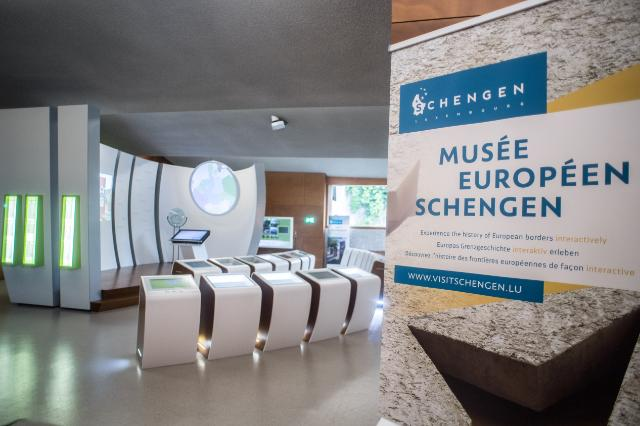 SCHENGEN
LUXEMBOURG
MUSÉE
EUROPÉEN
SCHENGEN
Experience the history of European borders interactively
Europas Grenzgeschichte interaktiv erleben
Découvrez l'histoire des frontières européennes de façon interactive
WWW.VISITSCHENGEN.LU